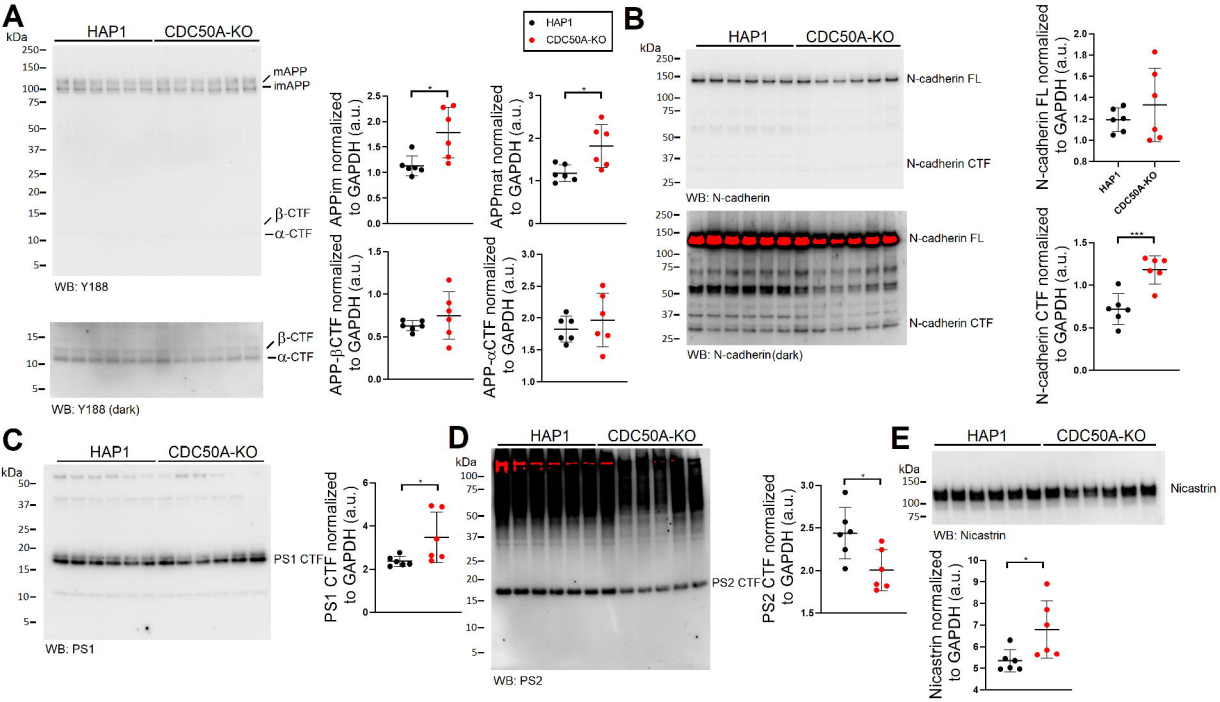 A
HAP1 CDC50A-KO
kDa
250
150
100
75
50
37
25
20
15
10
5
mAPP
imAPP
β-CTF
α-CTF
WB: Y188
15
10
5
β-CTF
α-CTF
WB: Y188 (dark)
HAP1
CDC50A-KO
APPim normalized
to GAPDH (a.u.)
2.5
2.0
1.5
1.0
0.5
0.0
*
APPmat normalized
to GAPDH (a.u.)
3
2
1
0
*
APP-βCTF normalized
to GAPDH (a.u.)
1.5
1.0
0.5
0.0
APP-αCTF normalized
to GAPDH (a.u.)
3.0
2.5
2.0
1.5
1.0
B
HAP1 CDC50A-KO
kDa
250
150
100
75
50
37
25
N-cadherin FL
N-cadherin CTF
WB: N-cadherin
250
150
100
75
50
37
25
N-cadherin FL
N-cadherin CTF
WB: N-cadherin(dark)
N-cadherin FL normalized
to GAPDH (a.u.)
2.0
1.8
1.6
1.4
1.2
1.0
0.8
HAP1
CDC50A-KO
N-cadherin CTF normalized
to GAPDH (a.u.)
1.5
1.0
0.5
0.0
***
C
HAP1 CDC50A-KO
kDa
50
37
25
20
15
10
5
PS1 CTF
WB: PS1
PS1 CTF normalized
to GAPDH (a.u.)
6
4
2
0
*
D
HAP1 CDC50A-KO
kDa
100
75
50
37
25
20
15
10
5
PS2 CTF
WB: PS2
PS2 CTF normalized
to GAPDH (a.u.)
3.0
2.5
2.0
1.5
*
E
HAP1 CDC50A-KO
kDa
150
100
75
Nicastrin
WB: Nicastrin
Nicastrin normalized
to GAPDH (a.u.)
10
9
8
7
6
5
4
*